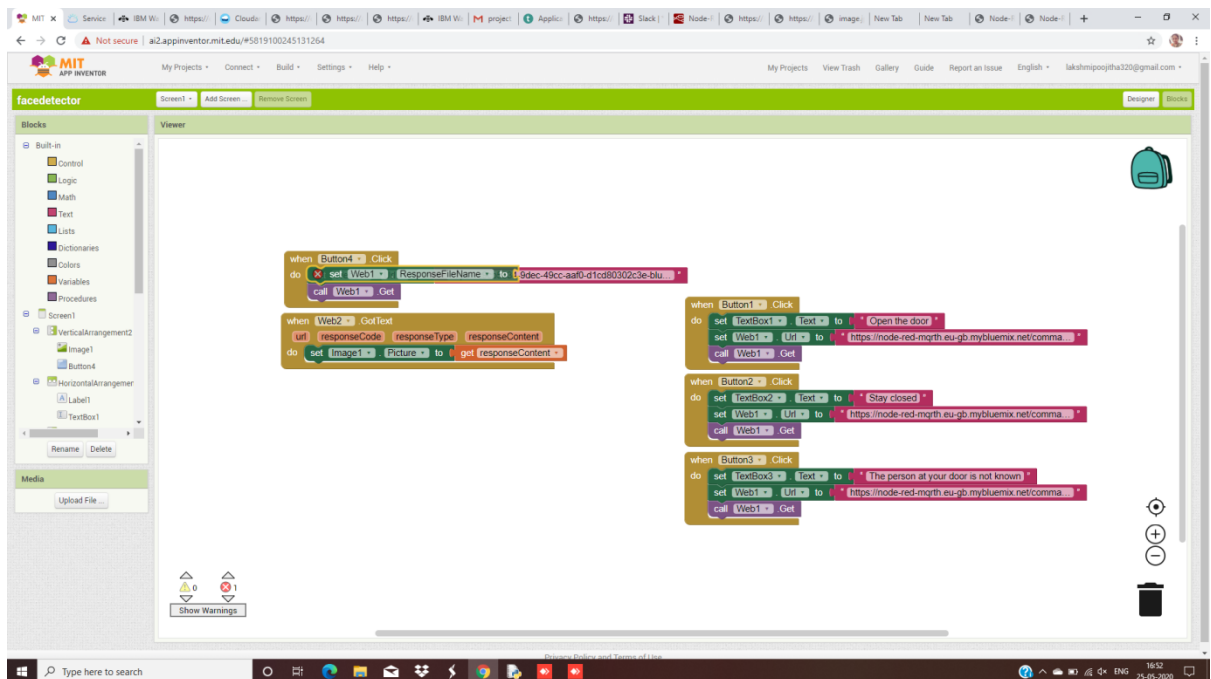 MIT
Service
IBM W
https:/
Cloudan
https:/
https:/
https:/
IBM W
project
Applica
https:/
Slack |
Node-
https:/
https:/
image.j
New Tab
New Tab
Node-
Node-
Not secure | ai2.appinventor.mit.edu/#5819100245131264
MIT
APP INVENTOR
My Projects Connect Build Settings Help
My Projects View Trash Gallery Guide Report an Issue English lakshmipoojitha320@gmail.com
facedetector
Screen1 Add Screen ... Remove Screen
Designer Blocks
Blocks
Viewer
Built-in
Control
Logic
Math
Text
Lists
Dictionaries
Colors
Variables
Procedures
Screen1
VerticalArrangement2
Image1
Button4
HorizontalArrangemer
Label1
TextBox1
Rename Delete
Media
Upload File ...
when Button4 .Click
do set Web1 . ResponseFileName to 9dec-49cc-aaf0-d1cd80302c3e-blu... "
call Web1 .Get
when Web2 .GotText
url responseCode responseType responseContent
do set Image1 . Picture to get responseContent
when Button1 .Click
do set TextBox1 . Text to " Open the door "
set Web1 . Url to " https://node-red-mqrth.eu-gb.mybluemix.net/comma... "
call Web1 .Get
when Button2 .Click
do set TextBox2 . Text to " Stay closed "
set Web1 . Url to " https://node-red-mqrth.eu-gb.mybluemix.net/comma... "
call Web1 .Get
when Button3 .Click
do set TextBox3 . Text to " The person at your door is not known "
set Web1 . Url to " https://node-red-mqrth.eu-gb.mybluemix.net/comma... "
call Web1 .Get
0 1
Show Warnings
Privacy Policy and Terms of Use
Type here to search
ENG
16:52
25-05-2020